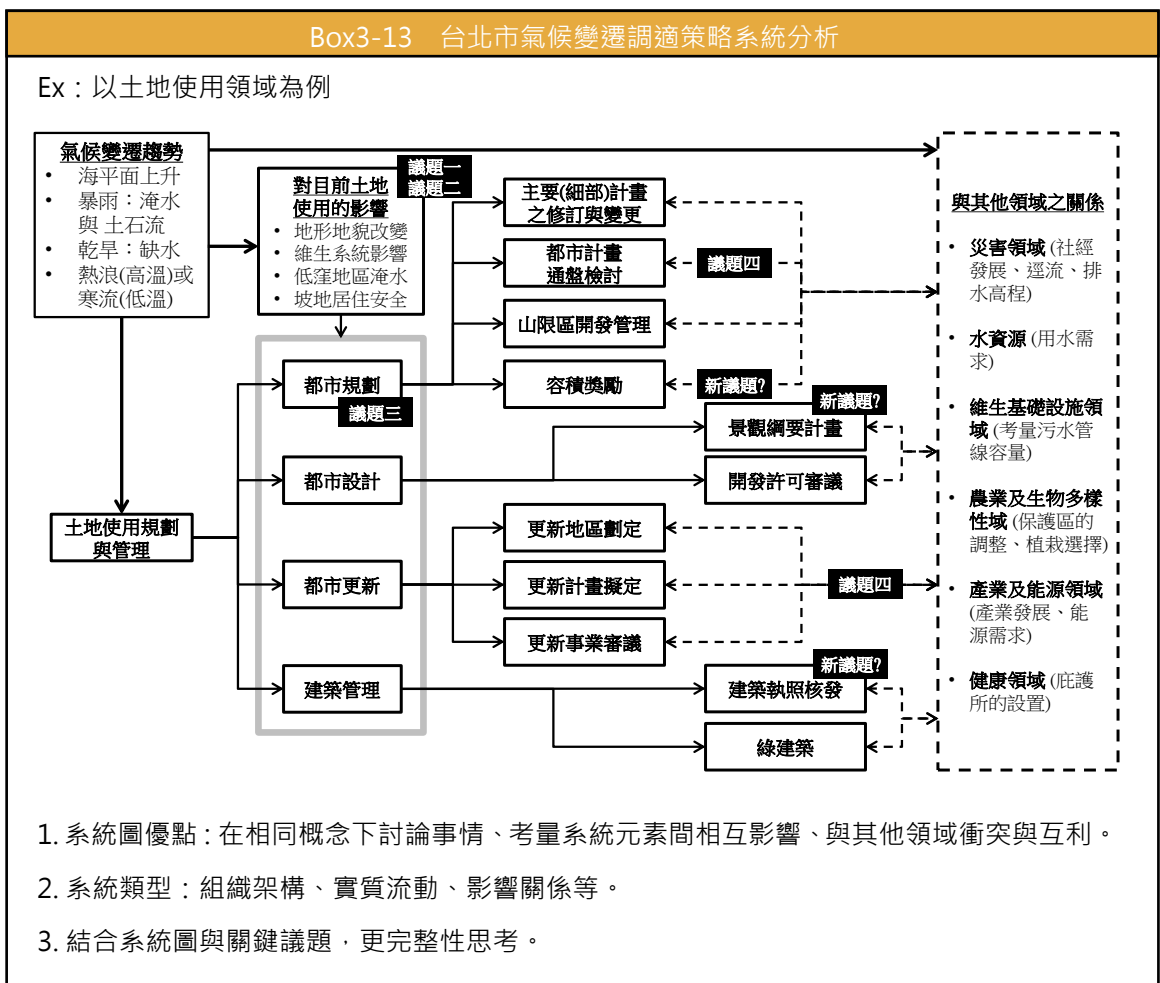 Box3-13 台北市氣候變遷調適策略系統分析
Ex：以土地使用領域為例
氣候變遷趨勢
• 海平面上升
• 暴雨：淹水
與 土石流
• 乾旱：缺水
• 熱浪(高溫)或
寒流(低溫)
議題一
議題二
對目前土地
使用的影響
• 地形地貌改變
• 維生系統影響
• 低窪地區淹水
• 坡地居住安全
主要(細部)計畫
之修訂與變更
都市計畫
通盤檢討
議題四
山限區開發管理
容積獎勵
新議題?
都市規劃
議題三
新議題?
景觀綱要計畫
都市設計
開發許可審議
土地使用規劃
與管理
更新地區劃定
都市更新
更新計畫擬定
議題四
更新事業審議
新議題?
建築管理
建築執照核發
綠建築
與其他領域之關係
• 災害領域 (社經
發展、逕流、排
水高程)
• 水資源 (用水需
求)
• 維生基礎設施領
域 (考量污水管
線容量)
• 農業及生物多樣
性域 (保護區的
調整、植栽選擇)
• 產業及能源領域
(產業發展、能
源需求)
• 健康領域 (庇護
所的設置)
1. 系統圖優點：在相同概念下討論事情、考量系統元素間相互影響、與其他領域衝突與互利。
2. 系統類型：組織架構、實質流動、影響關係等。
3. 結合系統圖與關鍵議題，更完整性思考。